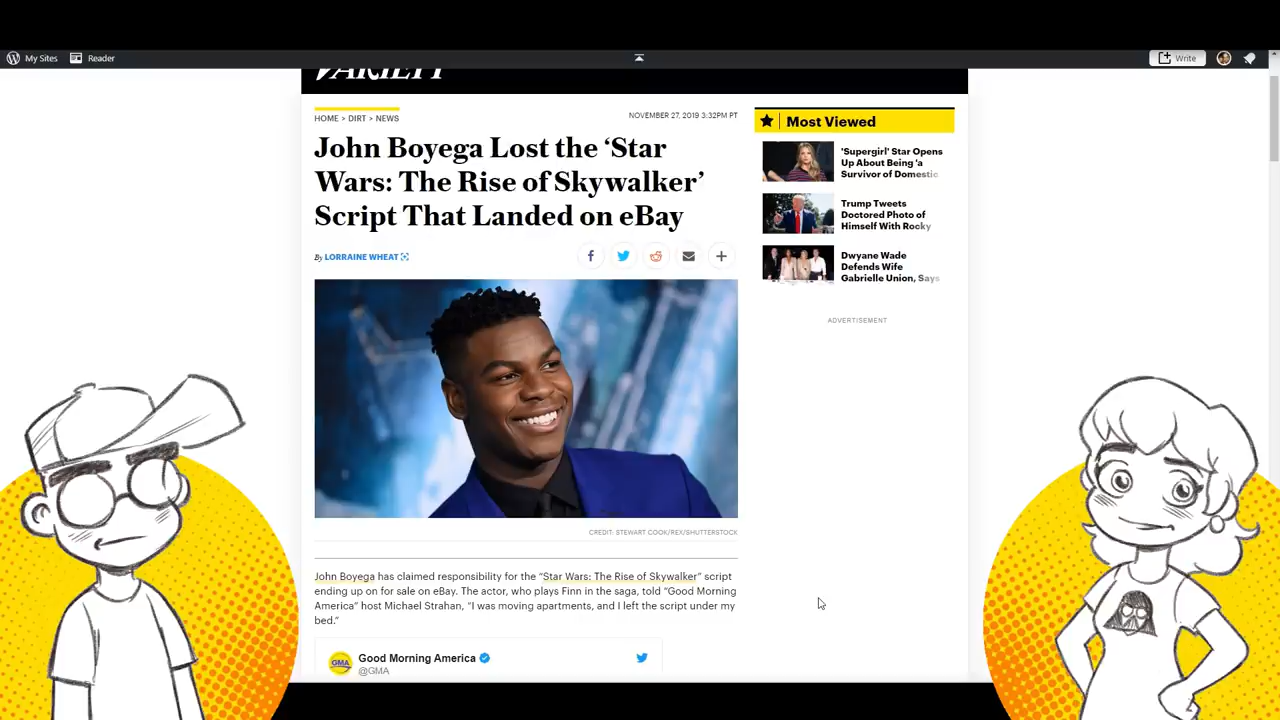 My Sites
Reader
Write
VARIETY
HOME > DIRT > NEWS
NOVEMBER 27, 2019 3:32PM PT
John Boyega Lost the ‘Star
Wars: The Rise of Skywalker’
Script That Landed on eBay
By LORRAINE WHEAT
CREDIT: STEWART COOK/REX/SHUTTERSTOCK
John Boyega has claimed responsibility for the “Star Wars: The Rise of Skywalker” script
ending up on for sale on eBay. The actor, who plays Finn in the saga, told “Good Morning
America” host Michael Strahan, “I was moving apartments, and I left the script under my
bed.”
GMA
Good Morning America
@GMA
Most Viewed
'Supergirl' Star Opens
Up About Being 'a
Survivor of Domestic
Trump Tweets
Doctored Photo of
Himself With Rocky
Dwyane Wade
Defends Wife
Gabrielle Union, Says
ADVERTISEMENT